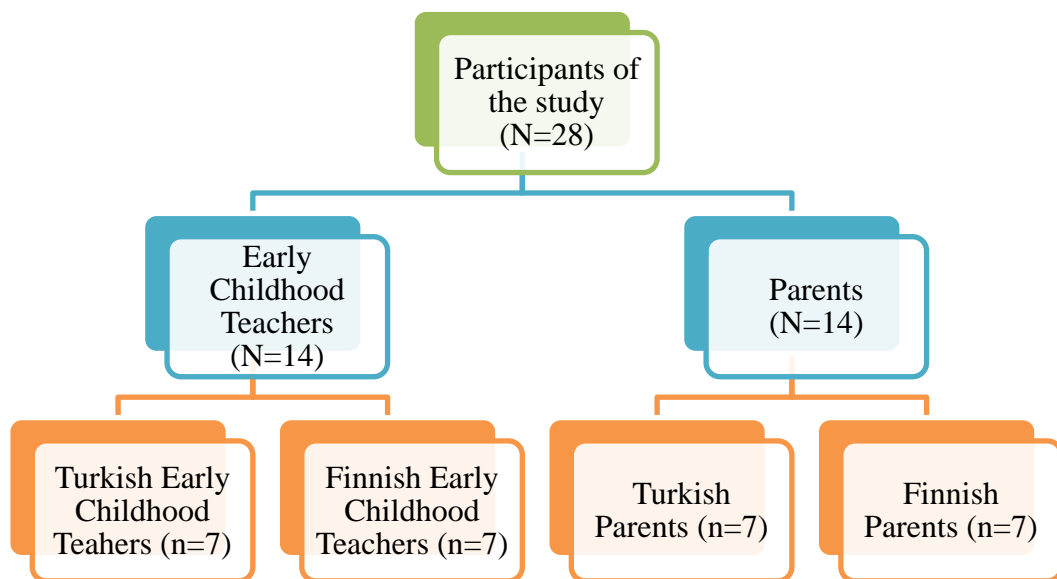 Participants of
the study
(N=28)
Early
Childhood
Teachers
(N=14)
Parents
(N=14)
Turkish Early
Childhood
Teahers (n=7)
Finnish Early
Childhood
Teachers (n=7)
Turkish
Parents (n=7)
Finnish
Parents (n=7)